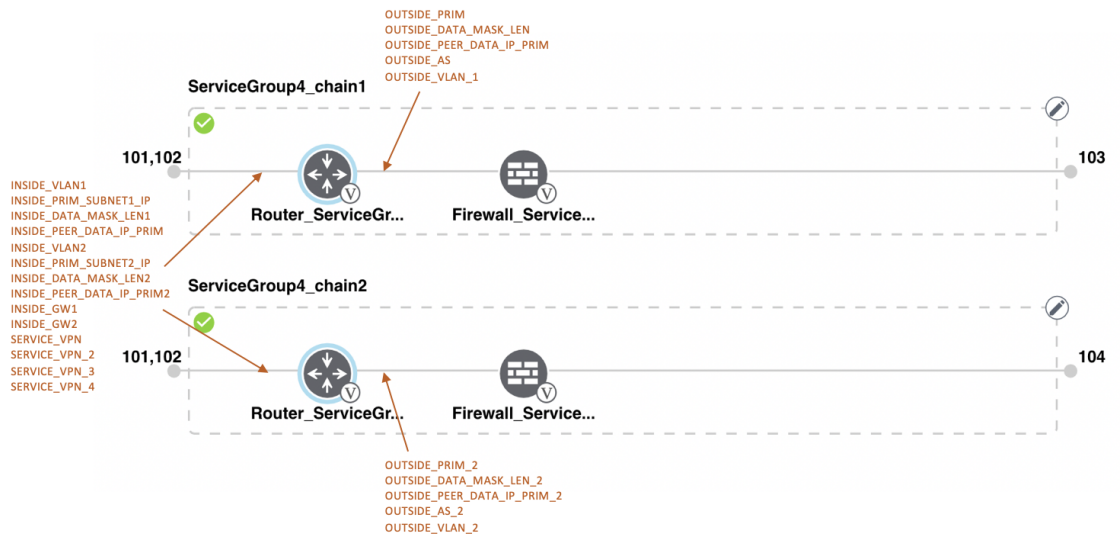 OUTSIDE_PRIM
OUTSIDE_DATA_MASK_LEN
OUTSIDE_PEER_DATA_IP_PRIM
OUTSIDE_AS
OUTSIDE_VLAN_1
ServiceGroup4_chain1
101,102
103
V
V
Router_ServiceGr...
Firewall_Service...
INSIDE_VLAN1
INSIDE_PRIM_SUBNET1_IP
INSIDE_DATA_MASK_LEN1
INSIDE_PEER_DATA_IP_PRIM
INSIDE_VLAN2
INSIDE_PRIM_SUBNET2_IP
INSIDE_DATA_MASK_LEN2
INSIDE_PEER_DATA_IP_PRIM2
INSIDE_GW1
INSIDE_GW2
SERVICE_VPN
SERVICE_VPN_2
SERVICE_VPN_3
SERVICE_VPN_4
ServiceGroup4_chain2
101,102
104
V
V
Router_ServiceGr...
Firewall_Service...
OUTSIDE_PRIM_2
OUTSIDE_DATA_MASK_LEN_2
OUTSIDE_PEER_DATA_IP_PRIM_2
OUTSIDE_AS_2
OUTSIDE_VLAN_2